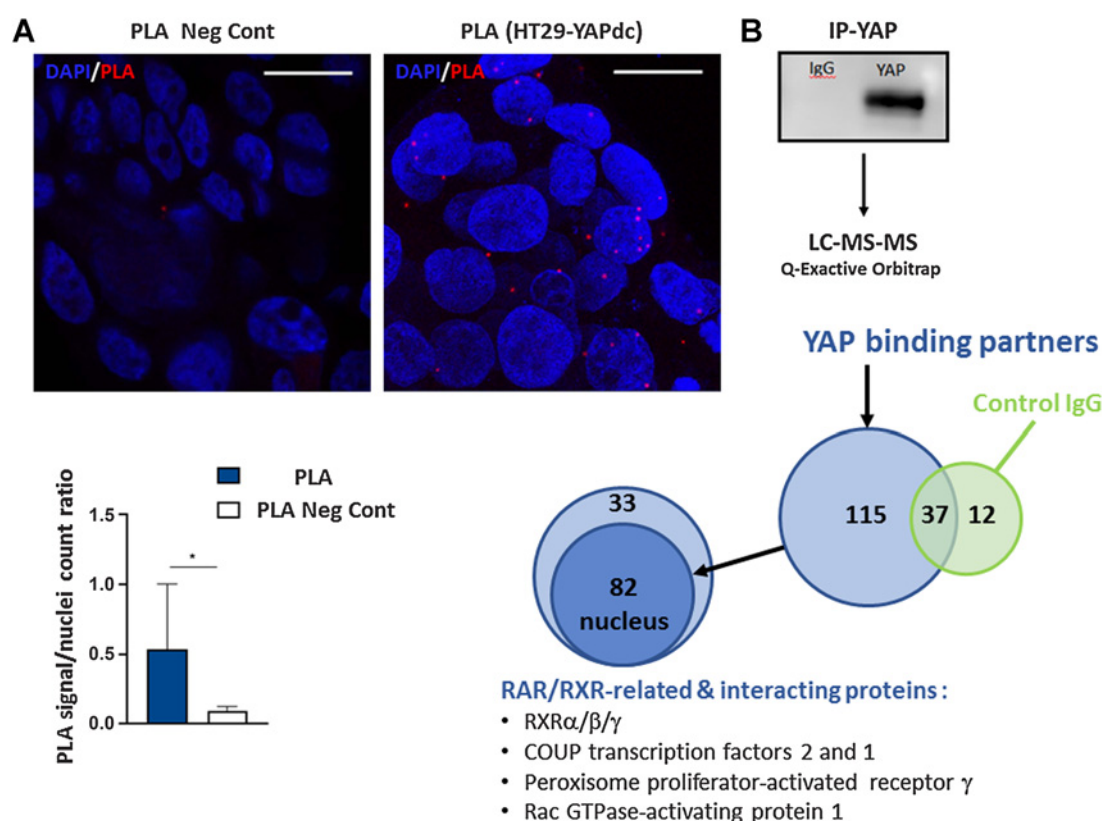 A
PLA Neg Cont
DAPI/PLA
PLA (HT29-YAPdc)
DAPI/PLA
PLA signal/nuclei count ratio
1.5
1.0
0.5
0.0
*
PLA
PLA Neg Cont
B
IP-YAP
IgG
YAP
LC-MS-MS
Q-Exactive Orbitrap
YAP binding partners
Control IgG
115
37
12
33
82
nucleus
RAR/RXR-related & interacting proteins :
• RXRα/β/γ
• COUP transcription factors 2 and 1
• Peroxisome proliferator-activated receptor γ
• Rac GTPase-activating protein 1